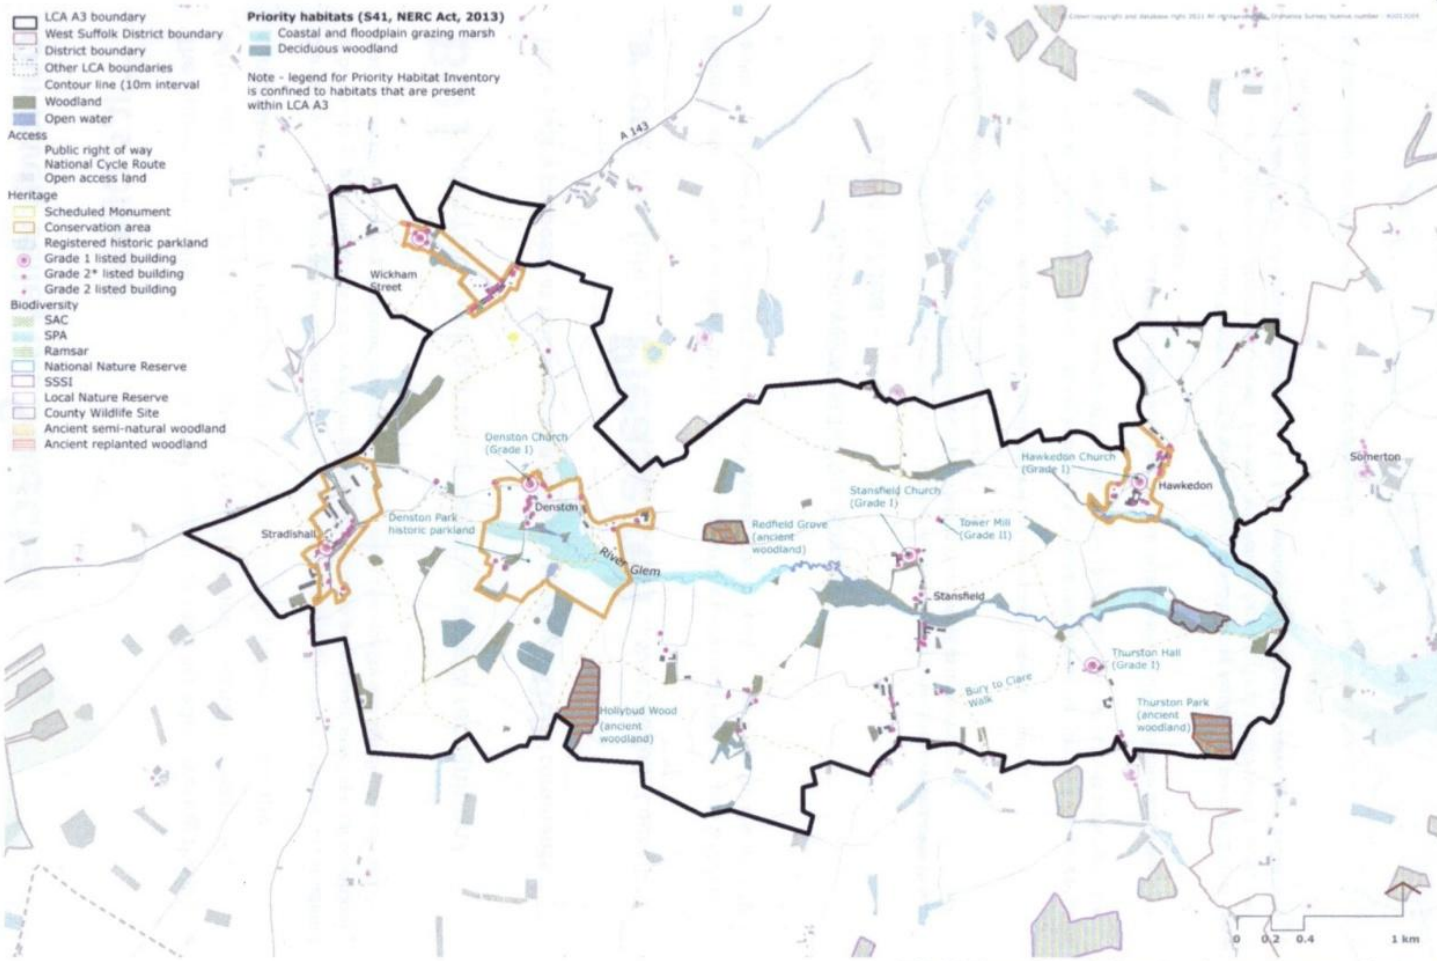 LCA A3 boundary
West Suffolk District boundary
District boundary
Other LCA boundaries
Contour line (10m interval
Woodland
Open water
Access
Public right of way
National Cycle Route
Open access land
Heritage
Scheduled Monument
Conservation area
Registered historic parkland
Grade 1 listed building
Grade 2* listed building
Grade 2 listed building
Biodiversity
SAC
SPA
Ramsar
National Nature Reserve
SSSI
Local Nature Reserve
County Wildlife Site
Ancient semi-natural woodland
Ancient replanted woodland
Priority habitats (S41, NERC Act, 2013)
Coastal and floodplain grazing marsh
Deciduous woodland
Note - legend for Priority Habitat Inventory
is confined to habitats that are present
within LCA A3
A 143
Wickham
Street
Denston Church
(Grade I)
Denston
Denston Park -
historic parkland
Stradishall
River Glem
Redfield Grove
(ancient
woodland)
Stansfield Church
(Grade I)
Tower Mill
(Grade II)
Hawkedon Church
(Grade I)
Hawkedon
Somerton
Stansfield
Thurston Hall
(Grade I)
Bury to Clare
Walk
Thurston Park
(ancient
woodland)
Hollybud Wood
(ancient
woodland)
0 0.2 0.4 1 km